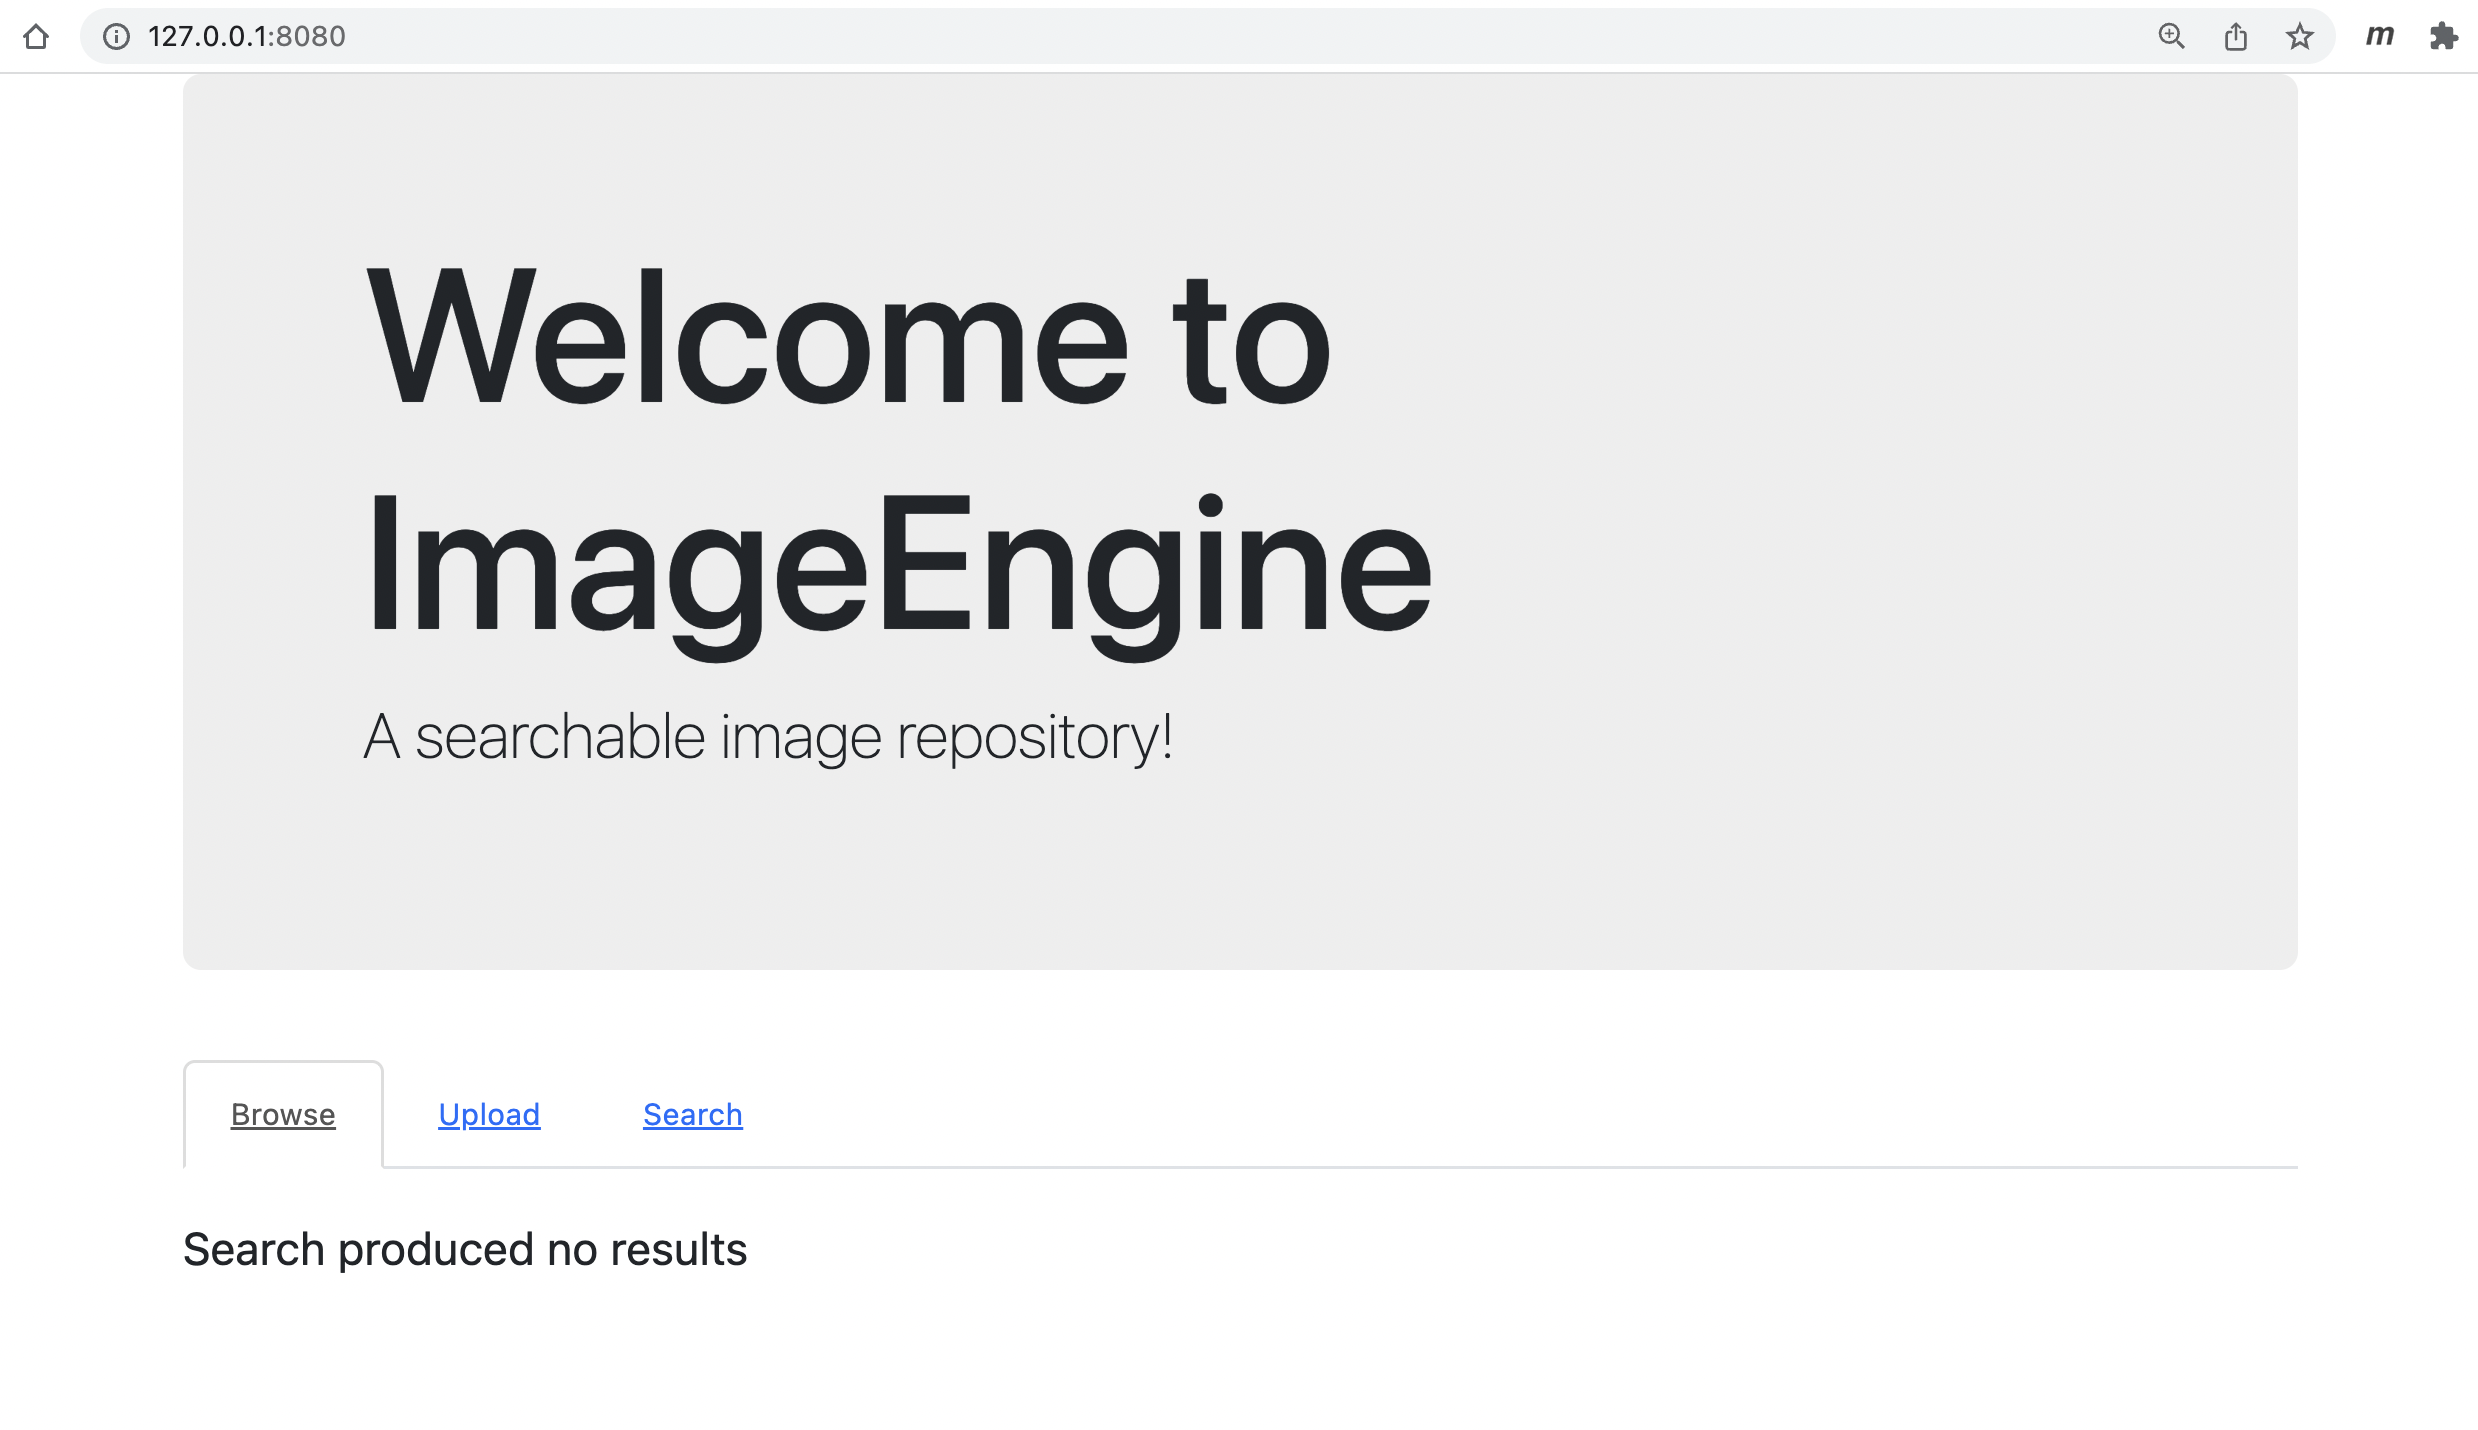 127.0.0.1:8080
m
Welcome to
ImageEngine
A searchable image repository!
Browse Upload Search
Search produced no results